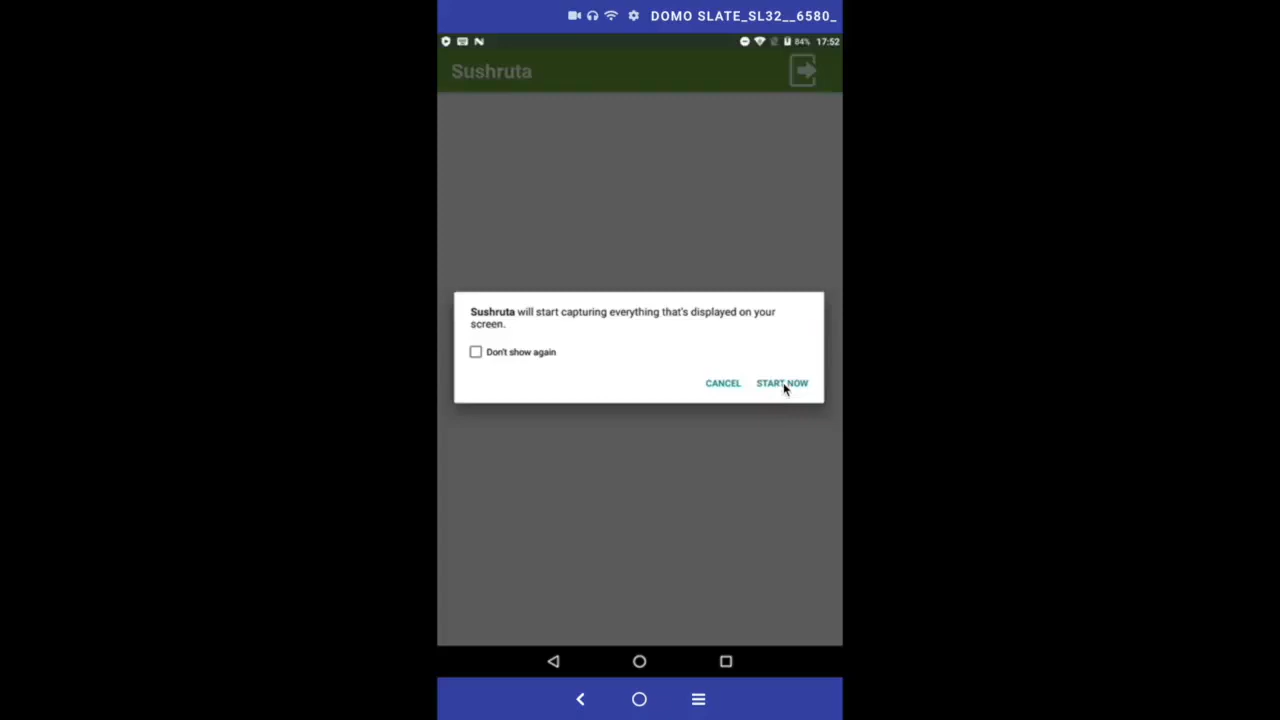 DOMO SLATE_SL32__6580_
84% 17:52
Sushruta
Sushruta will start capturing everything that's displayed on your
screen.
Don't show again
CANCEL START NOW